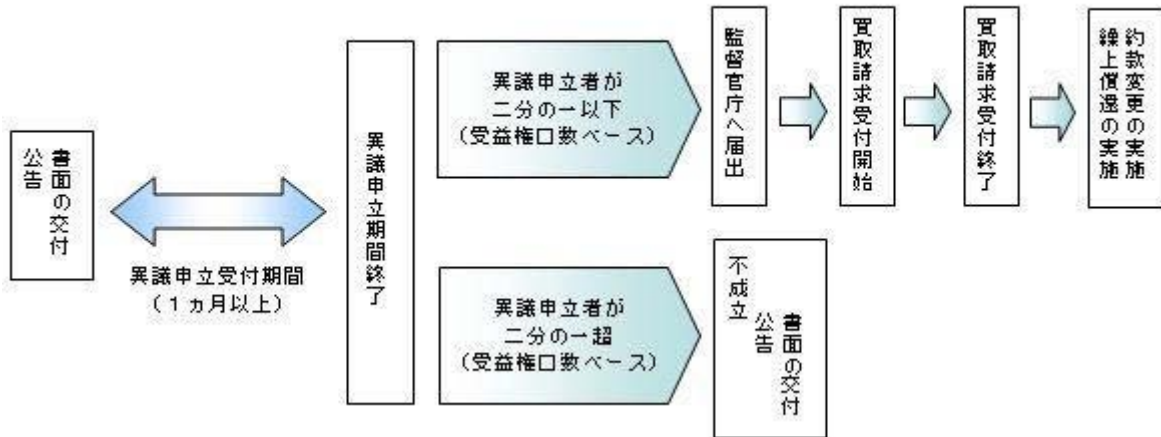 書面の交付
公告
異議申立受付期間
(1ヵ月以上)
異議申立期間終了
異議申立者が
二分の一以下
(受益権口数ベース)
監督官庁へ届出
買取請求受付開始
買取請求受付終了
約款変更の実施
繰上償還の実施
異議申立者が
二分の一超
(受益権口数ベース)
不成立
書面の交付
公告